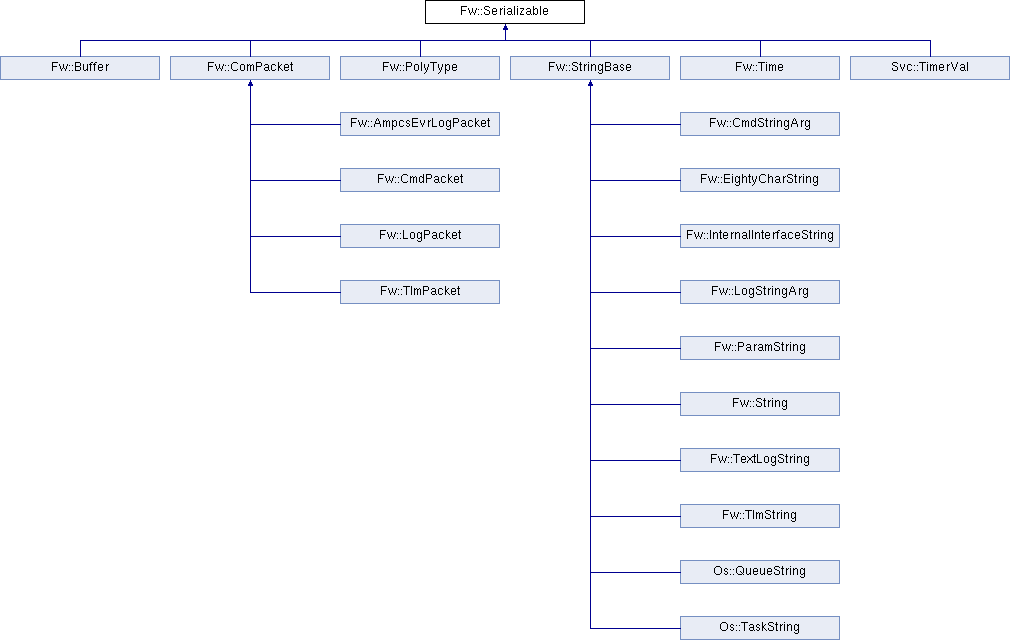 Fw::Serializable
Fw::Buffer
Fw::ComPacket
Fw::PolyType
Fw::StringBase
Fw::Time
Svc::TimerVal
Fw::AmpcsEvrLogPacket
Fw::CmdStringArg
Fw::CmdPacket
Fw::EightyCharString
Fw::LogPacket
Fw::InternalInterfaceString
Fw::TlmPacket
Fw::LogStringArg
Fw::ParamString
Fw::String
Fw::TextLogString
Fw::TlmString
Os::QueueString
Os::TaskString